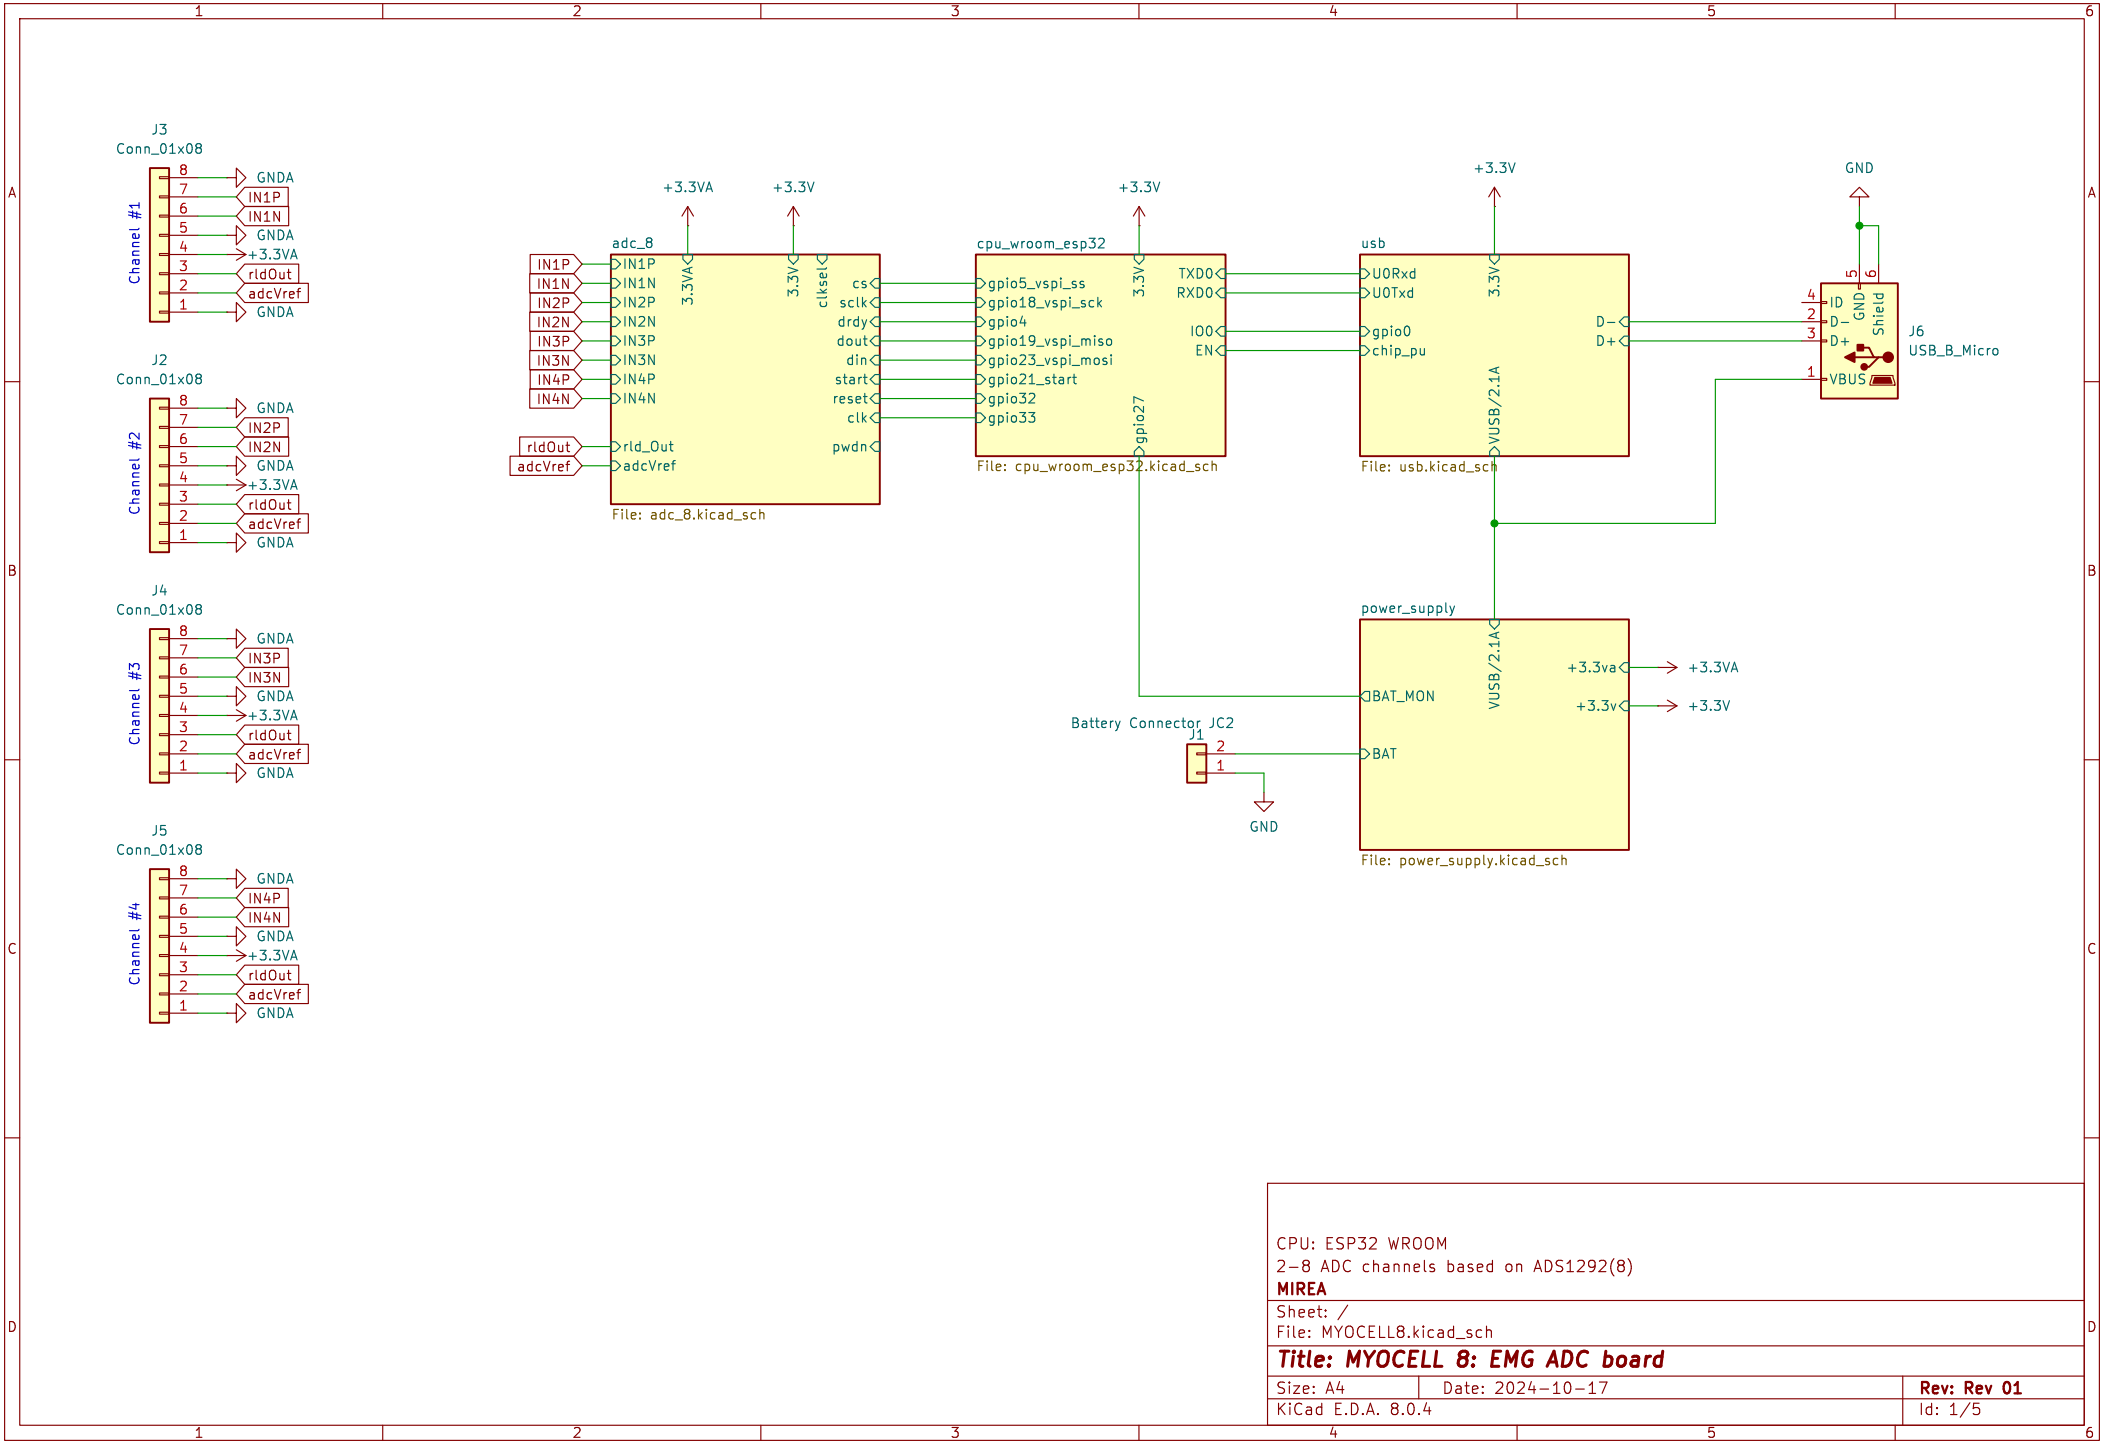 1 2 3 4 5 6
A
B
C
D
J3
Conn_01x08
Channel #1
8 GNDA
7 IN1P
6 IN1N
5 GNDA
4 +3.3VA
3 rldOut
2 adcVref
1 GNDA
J2
Conn_01x08
Channel #2
8 GNDA
7 IN2P
6 IN2N
5 GNDA
4 +3.3VA
3 rldOut
2 adcVref
1 GNDA
J4
Conn_01x08
Channel #3
8 GNDA
7 IN3P
6 IN3N
5 GNDA
4 +3.3VA
3 rldOut
2 adcVref
1 GNDA
J5
Conn_01x08
Channel #4
8 GNDA
7 IN4P
6 IN4N
5 GNDA
4 +3.3VA
3 rldOut
2 adcVref
1 GNDA
+3.3VA
+3.3V
adc_8
3.3VA
3.3V
clksel
IN1P IN1P
IN1N IN1N
IN2P IN2P
IN2N IN2N
IN3P IN3P
IN3N IN3N
IN4P IN4P
IN4N IN4N
rldOut rld_Out
adcVref adcVref
cs
sclk
drdy
dout
din
start
reset
clk
pwdn
File: adc_8.kicad_sch
+3.3V
cpu_wroom_esp32
3.3V
gpio5_vspi_ss
gpio18_vspi_sck
gpio4
gpio19_vspi_miso
gpio23_vspi_mosi
gpio21_start
gpio32
gpio33
TXD0
RXD0
IO0
EN
gpio27
File: cpu_wroom_esp32.kicad_sch
+3.3V
usb
3.3V
U0Rxd
U0Txd
gpio0
chip_pu
D-
D+
VUSB/2.1A
File: usb.kicad_sch
GND
5 6
GND
Shield
4 ID
2 D-
3 D+
1 VBUS
J6
USB_B_Micro
power_supply
VUSB/2.1A
+3.3va +3.3VA
+3.3v +3.3V
BAT_MON
BAT
File: power_supply.kicad_sch
Battery Connector JC2
J1
2
1
GND
CPU: ESP32 WROOM
2-8 ADC channels based on ADS1292(8)
MIREA
Sheet: /
File: MYOCELL8.kicad_sch
Title: MYOCELL 8: EMG ADC board
Size: A4 Date: 2024-10-17 Rev: Rev 01
KiCad E.D.A. 8.0.4 Id: 1/5
A
B
C
D
1 2 3 4 5 6